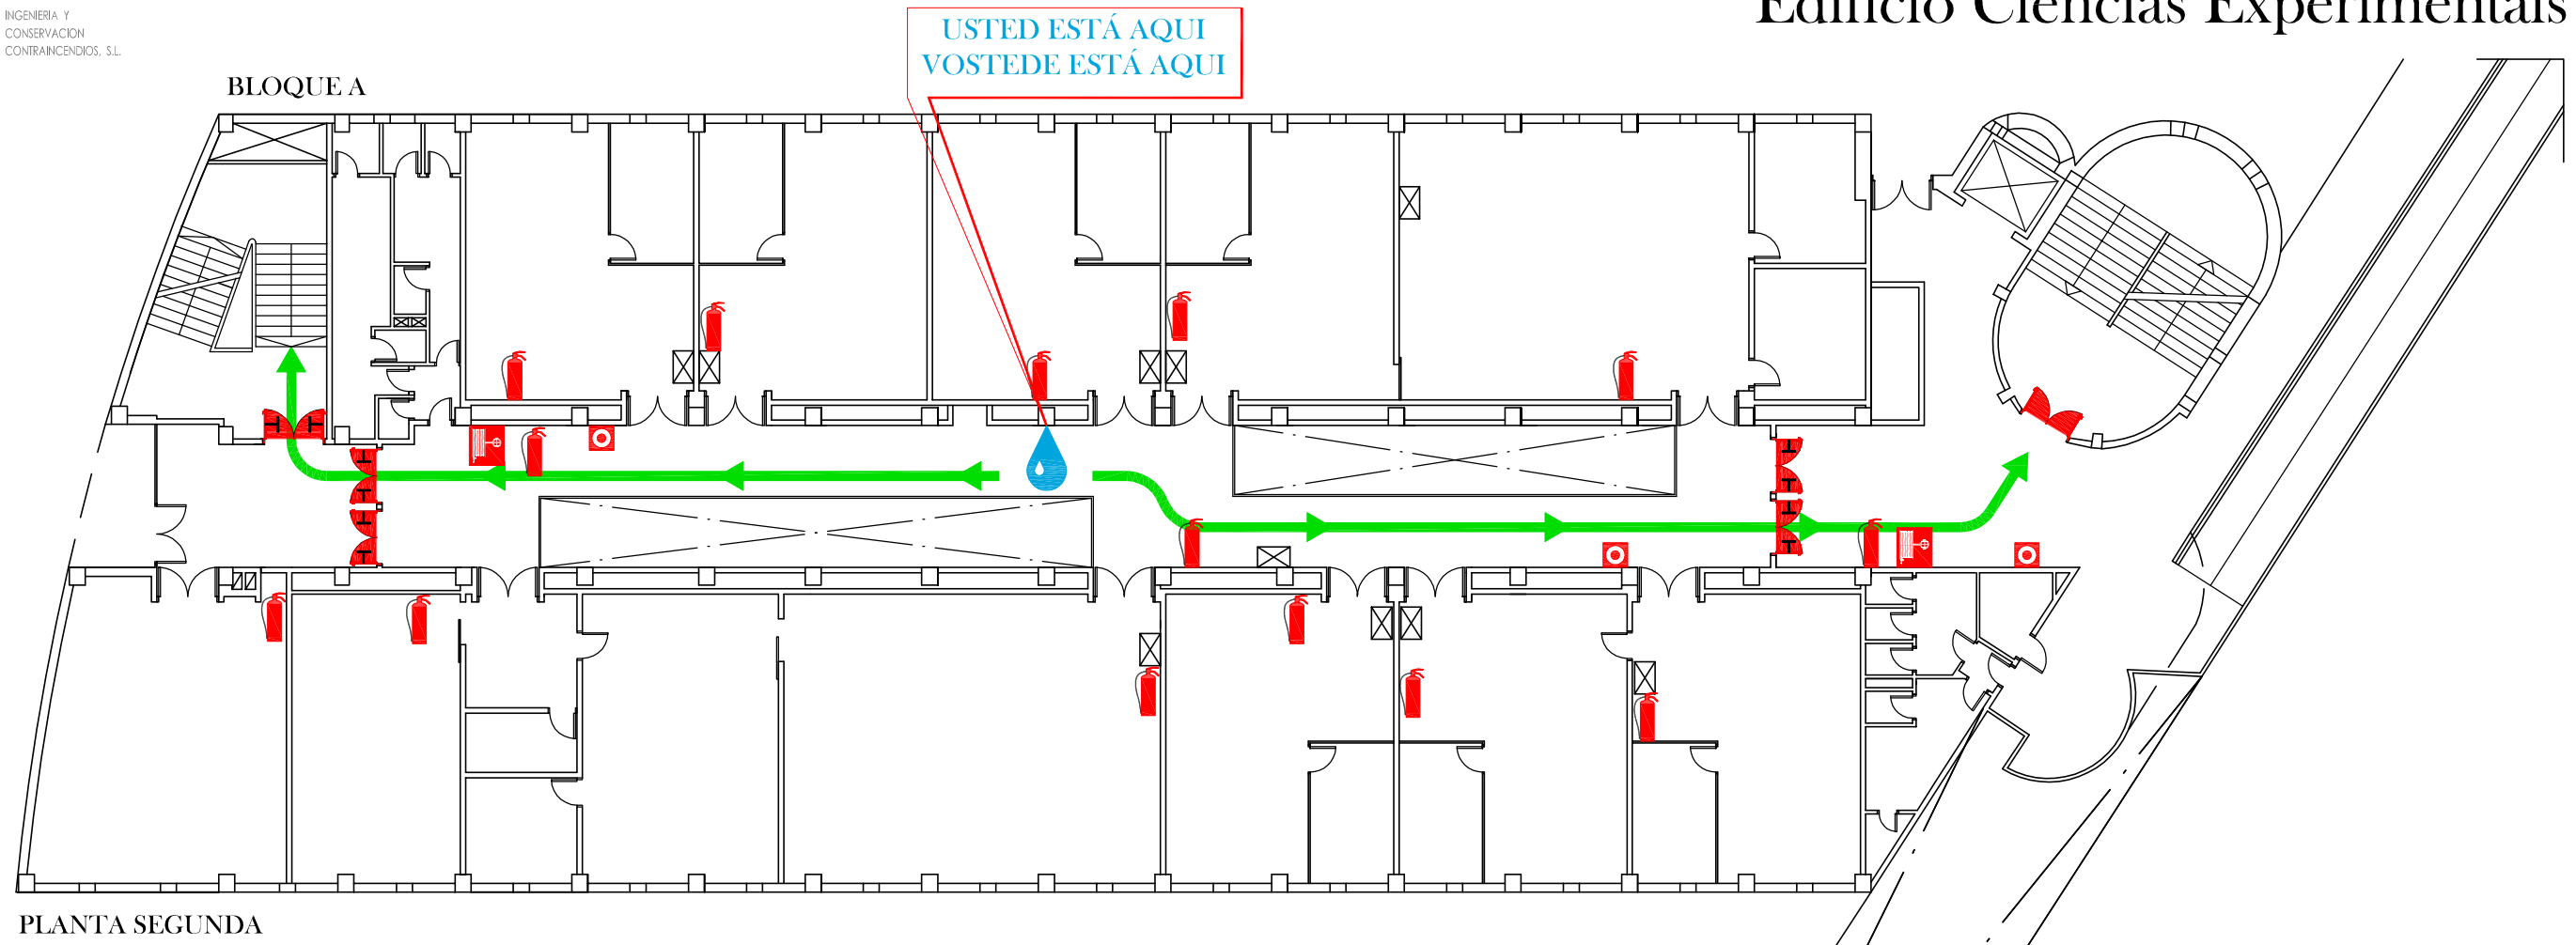 INGENIERIA Y
CONSERVACION
CONTRAINCENDIOS, S.L.
Edificio Ciencias Experimentais
USTED ESTÁ AQUI
VOSTEDE ESTÁ AQUI
BLOQUE A
PLANTA SEGUNDA